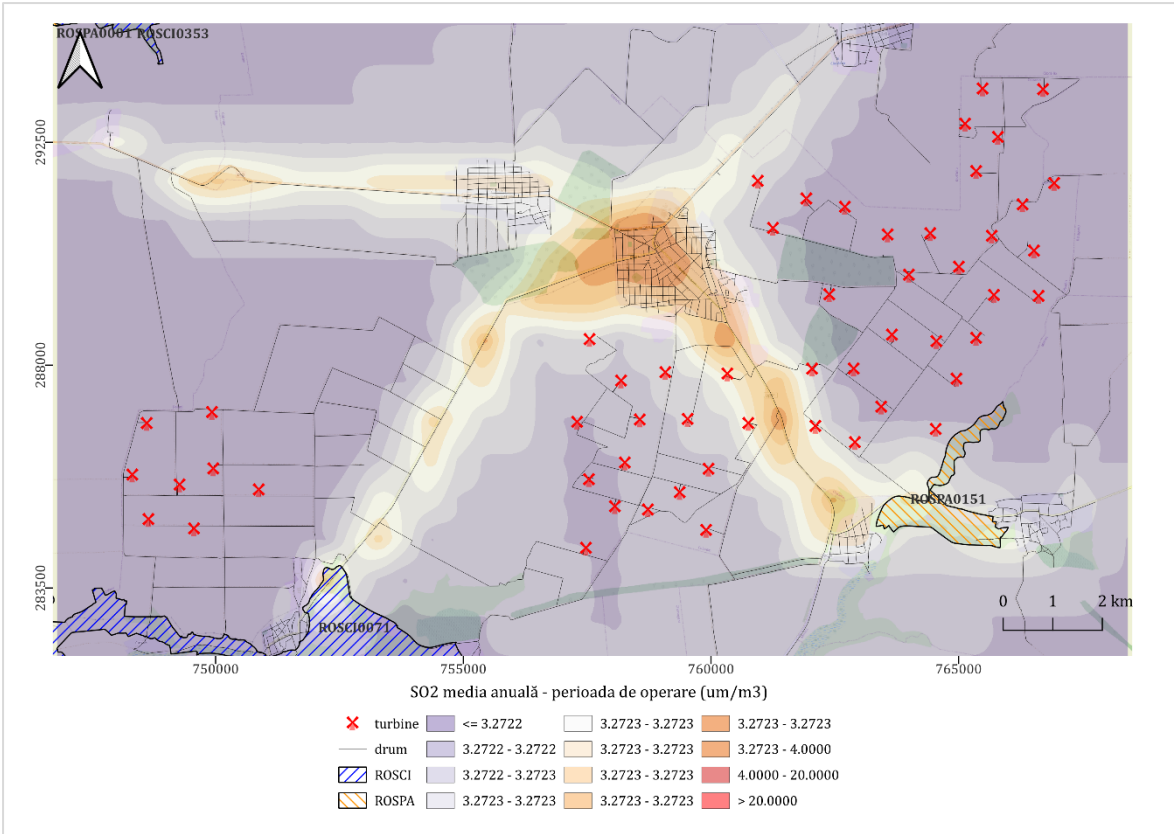 ROSPA0001 ROSCI0353
292500
288000
283500
ROSPA0151
ROSCI0071
0 1 2 km
750000 755000 760000 765000
SO2 media anuală - perioada de operare (um/m3)
turbine <= 3.2722 3.2723 - 3.2723 3.2723 - 3.2723
drum 3.2722 - 3.2722 3.2723 - 3.2723 3.2723 - 4.0000
ROSCI 3.2722 - 3.2723 3.2723 - 3.2723 4.0000 - 20.0000
ROSPA 3.2723 - 3.2723 3.2723 - 3.2723 > 20.0000